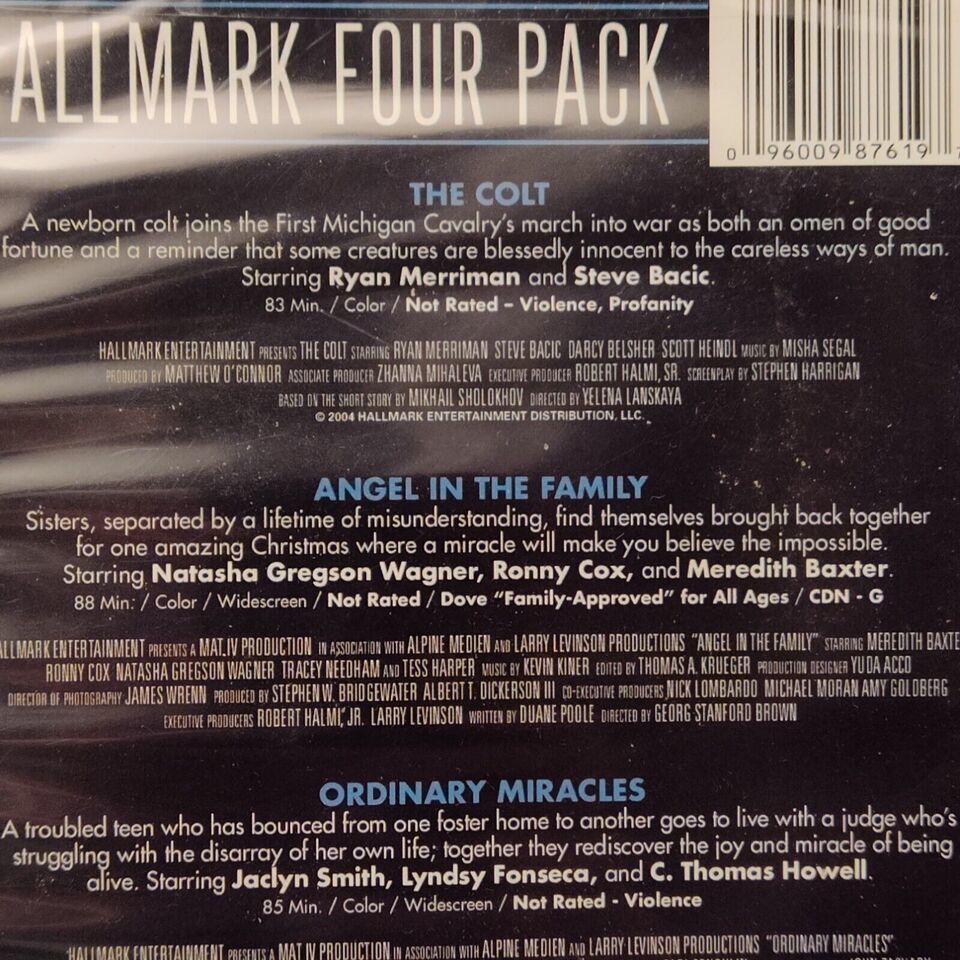 ALLMARK FOUR PACK
0 96009 87619 7
THE COLT
A newborn colt joins the First Michigan Cavalry's march into war as both an omen of good
fortune and a reminder that some creatures are blessedly innocent to the careless ways of man.
Starring Ryan Merriman and Steve Bacic.
83 Min. / Color / Not Rated – Violence, Profanity
HALLMARK ENTERTAINMENT PRESENTS THE COLT STARRING RYAN MERRIMAN STEVE BACIC DARCY BELSHER SCOTT HEINDL MUSIC BY MISHA SEGAL
PRODUCED BY MATTHEW O'CONNOR ASSOCIATE PRODUCER ZHANNA MIHALEVA EXECUTIVE PRODUCER ROBERT HALMI, SR. SCREENPLAY BY STEPHEN HARRIGAN
BASED ON THE SHORT STORY BY MIKHAIL SHOLOKHOV DIRECTED BY YELENA LANSKAYA
© 2004 HALLMARK ENTERTAINMENT DISTRIBUTION, LLC.
ANGEL IN THE FAMILY
Sisters, separated by a lifetime of misunderstanding, find themselves brought back together
for one amazing Christmas where a miracle will make you believe the impossible.
Starring Natasha Gregson Wagner, Ronny Cox, and Meredith Baxter.
88 Min. / Color / Widescreen / Not Rated / Dove "Family-Approved" for All Ages / CDN - G
ALLMARK ENTERTAINMENT PRESENTS A MAT IV PRODUCTION IN ASSOCIATION WITH ALPINE MEDIEN AND LARRY LEVINSON PRODUCTIONS "ANGEL IN THE FAMILY" STARRING MEREDITH BAXTE
RONNY COX NATASHA GREGSON WAGNER TRACEY NEEDHAM AND TESS HARPER MUSIC BY KEVIN KINER EDITED BY THOMAS A. KRUEGER PRODUCTION DESIGNER YUDA ACCO
DIRECTOR OF PHOTOGRAPHY JAMES WRENN PRODUCED BY STEPHEN W. BRIDGEWATER ALBERT T. DICKERSON III CO-EXECUTIVE PRODUCERS NICK LOMBARDO MICHAEL MORAN AMY GOLDBERG
EXECUTIVE PRODUCERS ROBERT HALMI, JR. LARRY LEVINSON WRITTEN BY DUANE POOLE DIRECTED BY GEORG STANFORD BROWN
ORDINARY MIRACLES
A troubled teen who has bounced from one foster home to another goes to live with a judge who's
struggling with the disarray of her own life; together they rediscover the joy and miracle of being
alive. Starring Jaclyn Smith, Lyndsy Fonseca, and C. Thomas Howell.
85 Min. / Color / Widescreen / Not Rated - Violence
HALLMARK ENTERTAINMENT PRESENTS A MAT IV PRODUCTION IN ASSOCIATION WITH ALPINE MEDIEN AND LARRY LEVINSON PRODUCTIONS "ORDINARY MIRACLES"